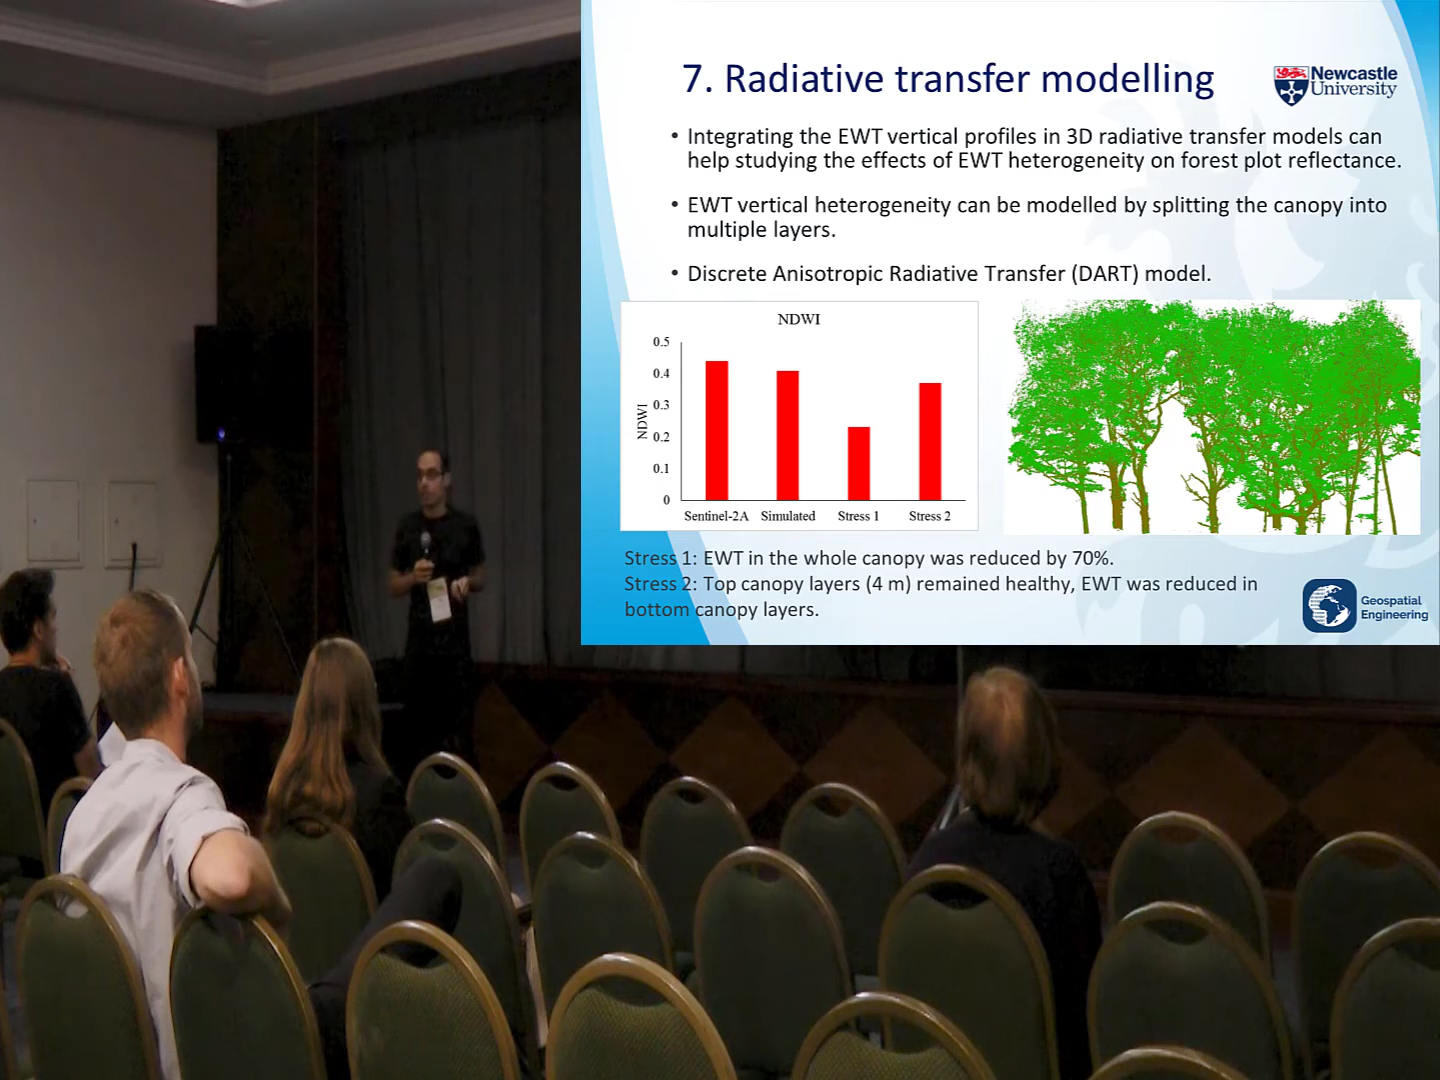 7. Radiative transfer modelling
Newcastle
University
• Integrating the EWT vertical profiles in 3D radiative transfer models can
help studying the effects of EWT heterogeneity on forest plot reflectance.
• EWT vertical heterogeneity can be modelled by splitting the canopy into
multiple layers.
• Discrete Anisotropic Radiative Transfer (DART) model.
NDWI
NDWI
0.5
0.4
0.3
0.2
0.1
0
Sentinel-2A Simulated Stress 1 Stress 2
Stress 1: EWT in the whole canopy was reduced by 70%.
Stress 2: Top canopy layers (4 m) remained healthy, EWT was reduced in
bottom canopy layers.
Geospatial
Engineering